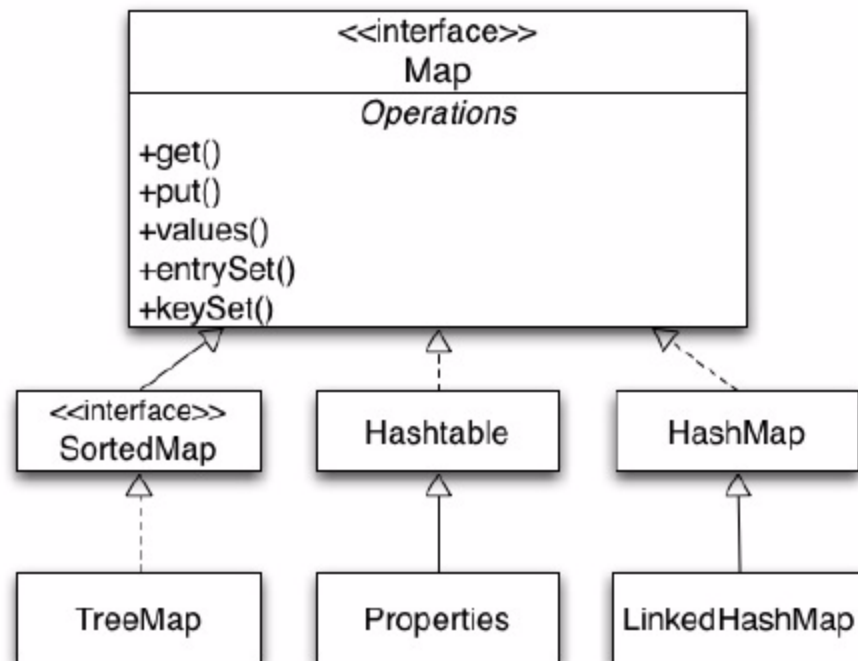 <<interface>>
Map
Operations
+get()
+put()
+values()
+entrySet()
+keySet()
<<interface>>
SortedMap
Hashtable
HashMap
TreeMap
Properties
LinkedHashMap